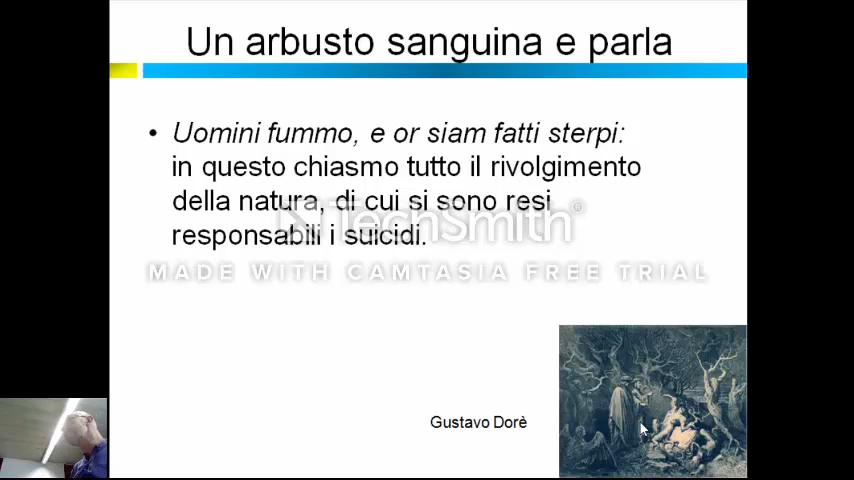 Un arbusto sanguina e parla
• Uomini fummo, e or siam fatti sterpi:
in questo chiasmo tutto il rivolgimento
della natura, di cui si sono resi
responsabili i suicidi.
TechSmith®
MADE WITH CAMTASIA FREE TRIAL
Gustavo Dorè